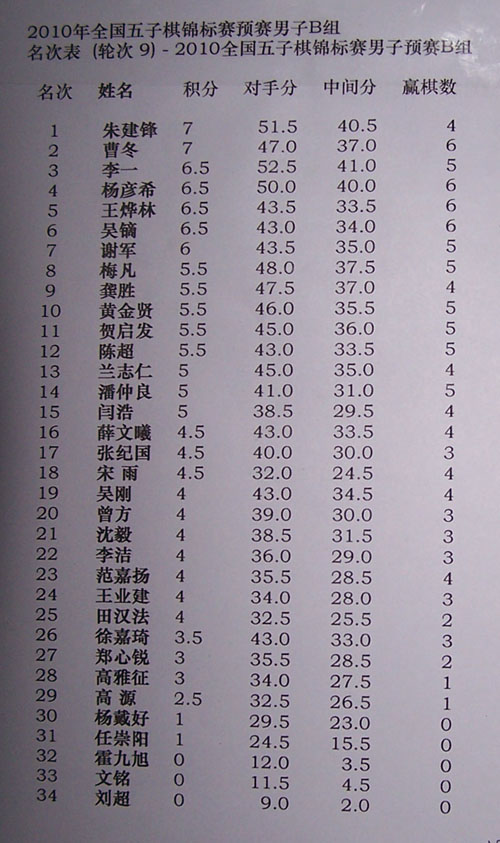 2010年全国五子棋锦标赛预赛男子B组
名次表 (轮次 9) - 2010全国五子棋锦标赛男子预赛B组
名次 姓名 积分 对手分 中间分 赢棋数
1 朱建锋 7 51.5 40.5 4
2 曹冬 7 47.0 37.0 6
3 李一 6.5 52.5 41.0 5
4 杨彦希 6.5 50.0 40.0 6
5 王烨林 6.5 43.5 33.5 6
6 吴镝 6.5 43.0 34.0 6
7 谢军 6 43.5 35.0 5
8 梅凡 5.5 48.0 37.5 5
9 龚胜 5.5 47.5 37.0 4
10 黄金贤 5.5 46.0 35.5 5
11 贺启发 5.5 45.0 36.0 5
12 陈超 5.5 43.0 33.5 5
13 兰志仁 5 45.0 35.0 4
14 潘仲良 5 41.0 31.0 5
15 闫浩 5 38.5 29.5 4
16 薛文曦 4.5 43.0 33.5 4
17 张纪国 4.5 40.0 30.0 3
18 宋 雨 4.5 32.0 24.5 4
19 吴刚 4 43.0 34.5 4
20 曾方 4 39.0 30.0 3
21 沈毅 4 38.5 31.5 3
22 李洁 4 36.0 29.0 3
23 范嘉扬 4 35.5 28.5 4
24 王业建 4 34.0 28.0 3
25 田汉法 4 32.5 25.5 2
26 徐嘉琦 3.5 43.0 33.0 3
27 郑心锐 3 35.5 28.5 2
28 高雅征 3 34.0 27.5 1
29 高 源 2.5 32.5 26.5 1
30 杨戴好 1 29.5 23.0 0
31 任崇阳 1 24.5 15.5 0
32 霍九旭 0 12.0 3.5 0
33 文铭 0 11.5 4.5 0
34 刘超 0 9.0 2.0 0